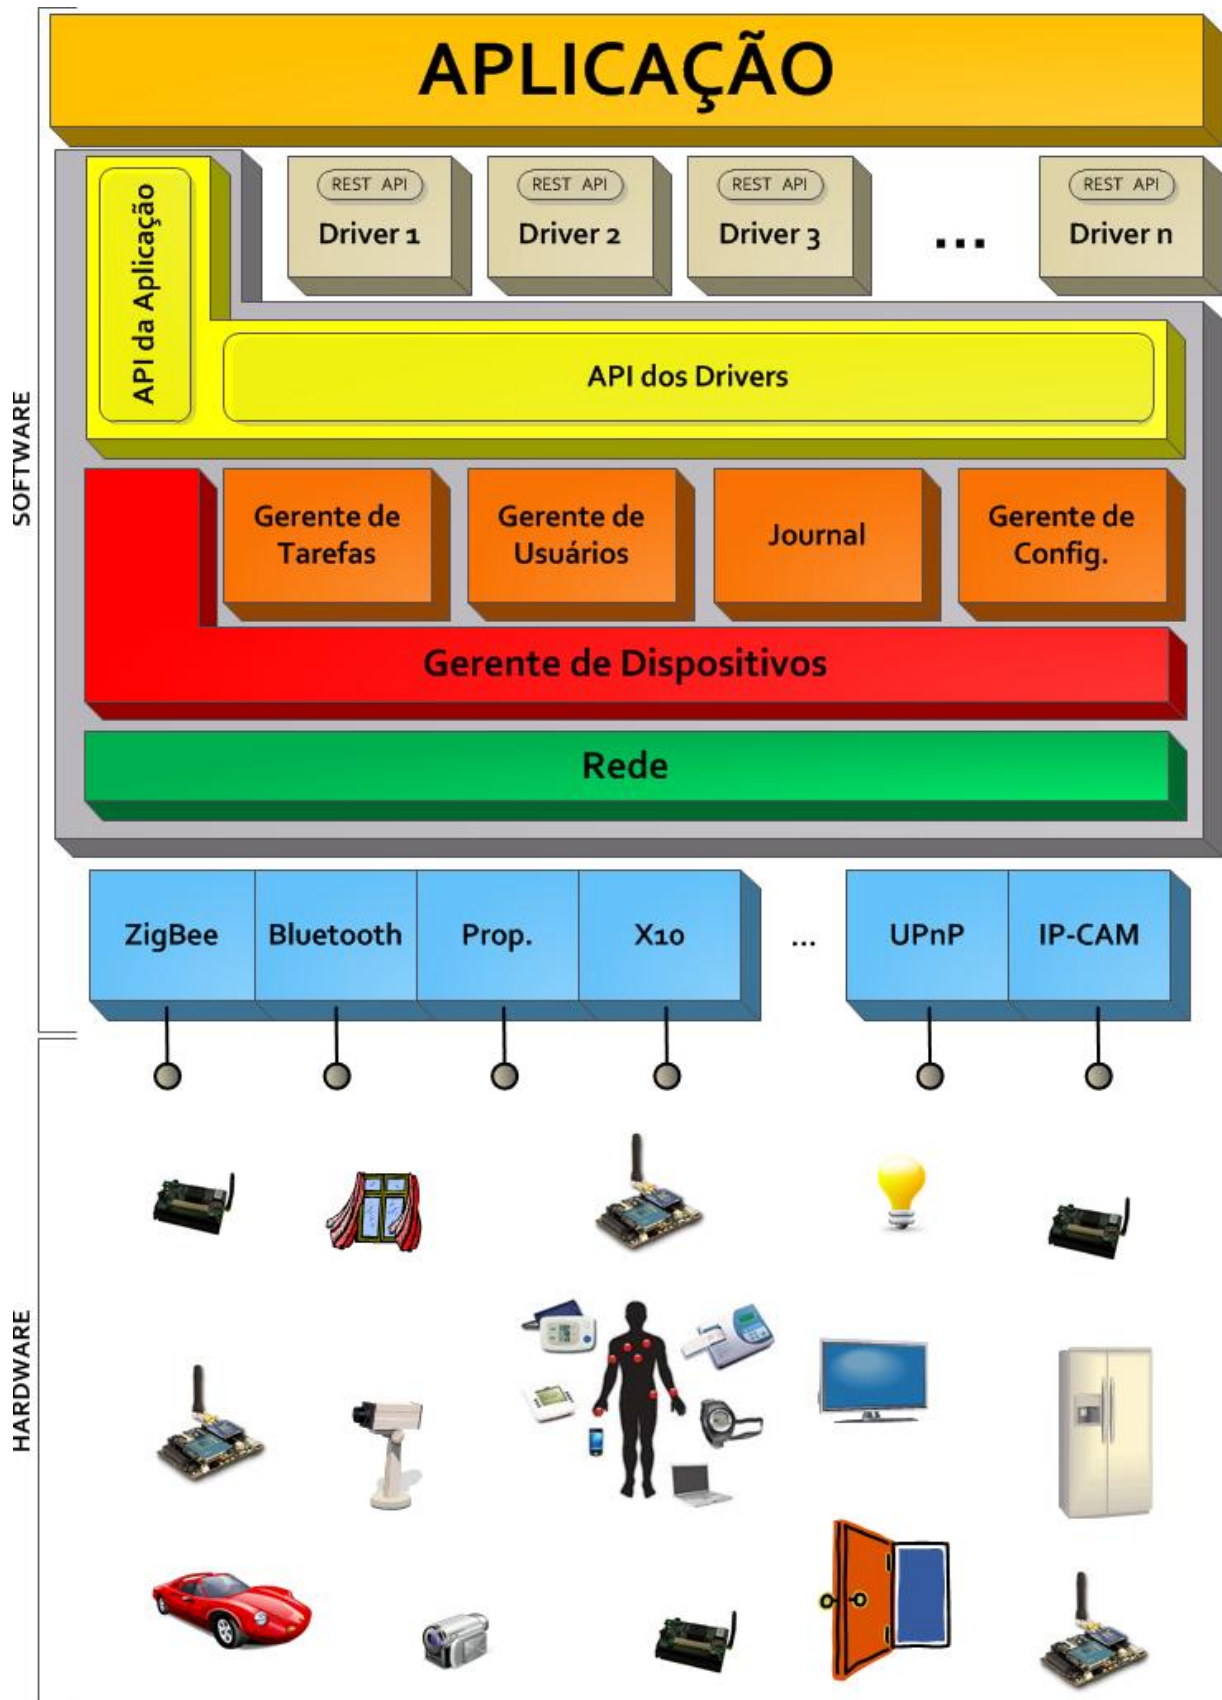 APLICAÇÃO
API da Aplicação
REST API
Driver 1
REST API
Driver 2
REST API
Driver 3
...
REST API
Driver n
API dos Drivers
SOFTWARE
Gerente de
Tarefas
Gerente de
Usuários
Journal
Gerente de
Config.
Gerente de Dispositivos
Rede
ZigBee
Bluetooth
Prop.
X10
...
UPnP
IP-CAM
HARDWARE